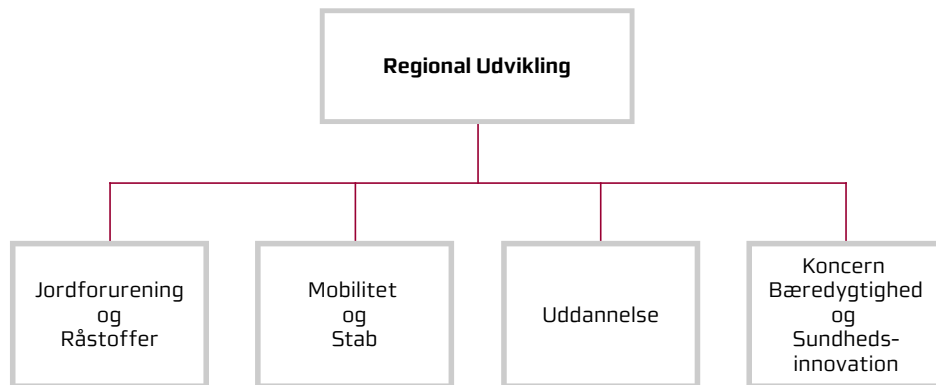 Regional Udvikling
Jordforurening
og
Råstoffer
Mobilitet
og
Stab
Uddannelse
Koncern
Bæredygtighed
og
Sundheds-
innovation